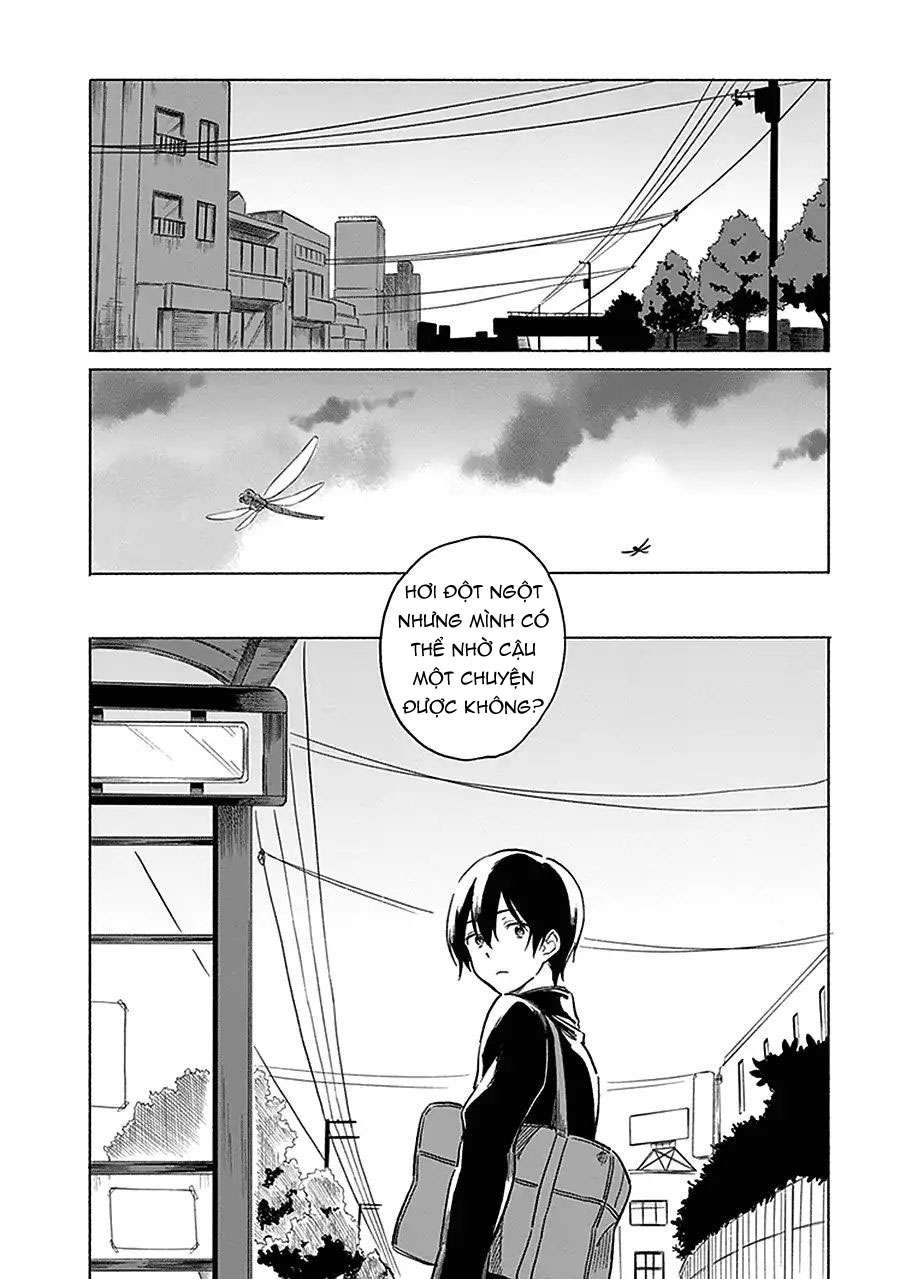 HƠI ĐỘT NGỘT
NHƯNG MÌNH CÓ
THỂ NHỜ CẬU
MỘT CHUYỆN
ĐƯỢC KHÔNG?